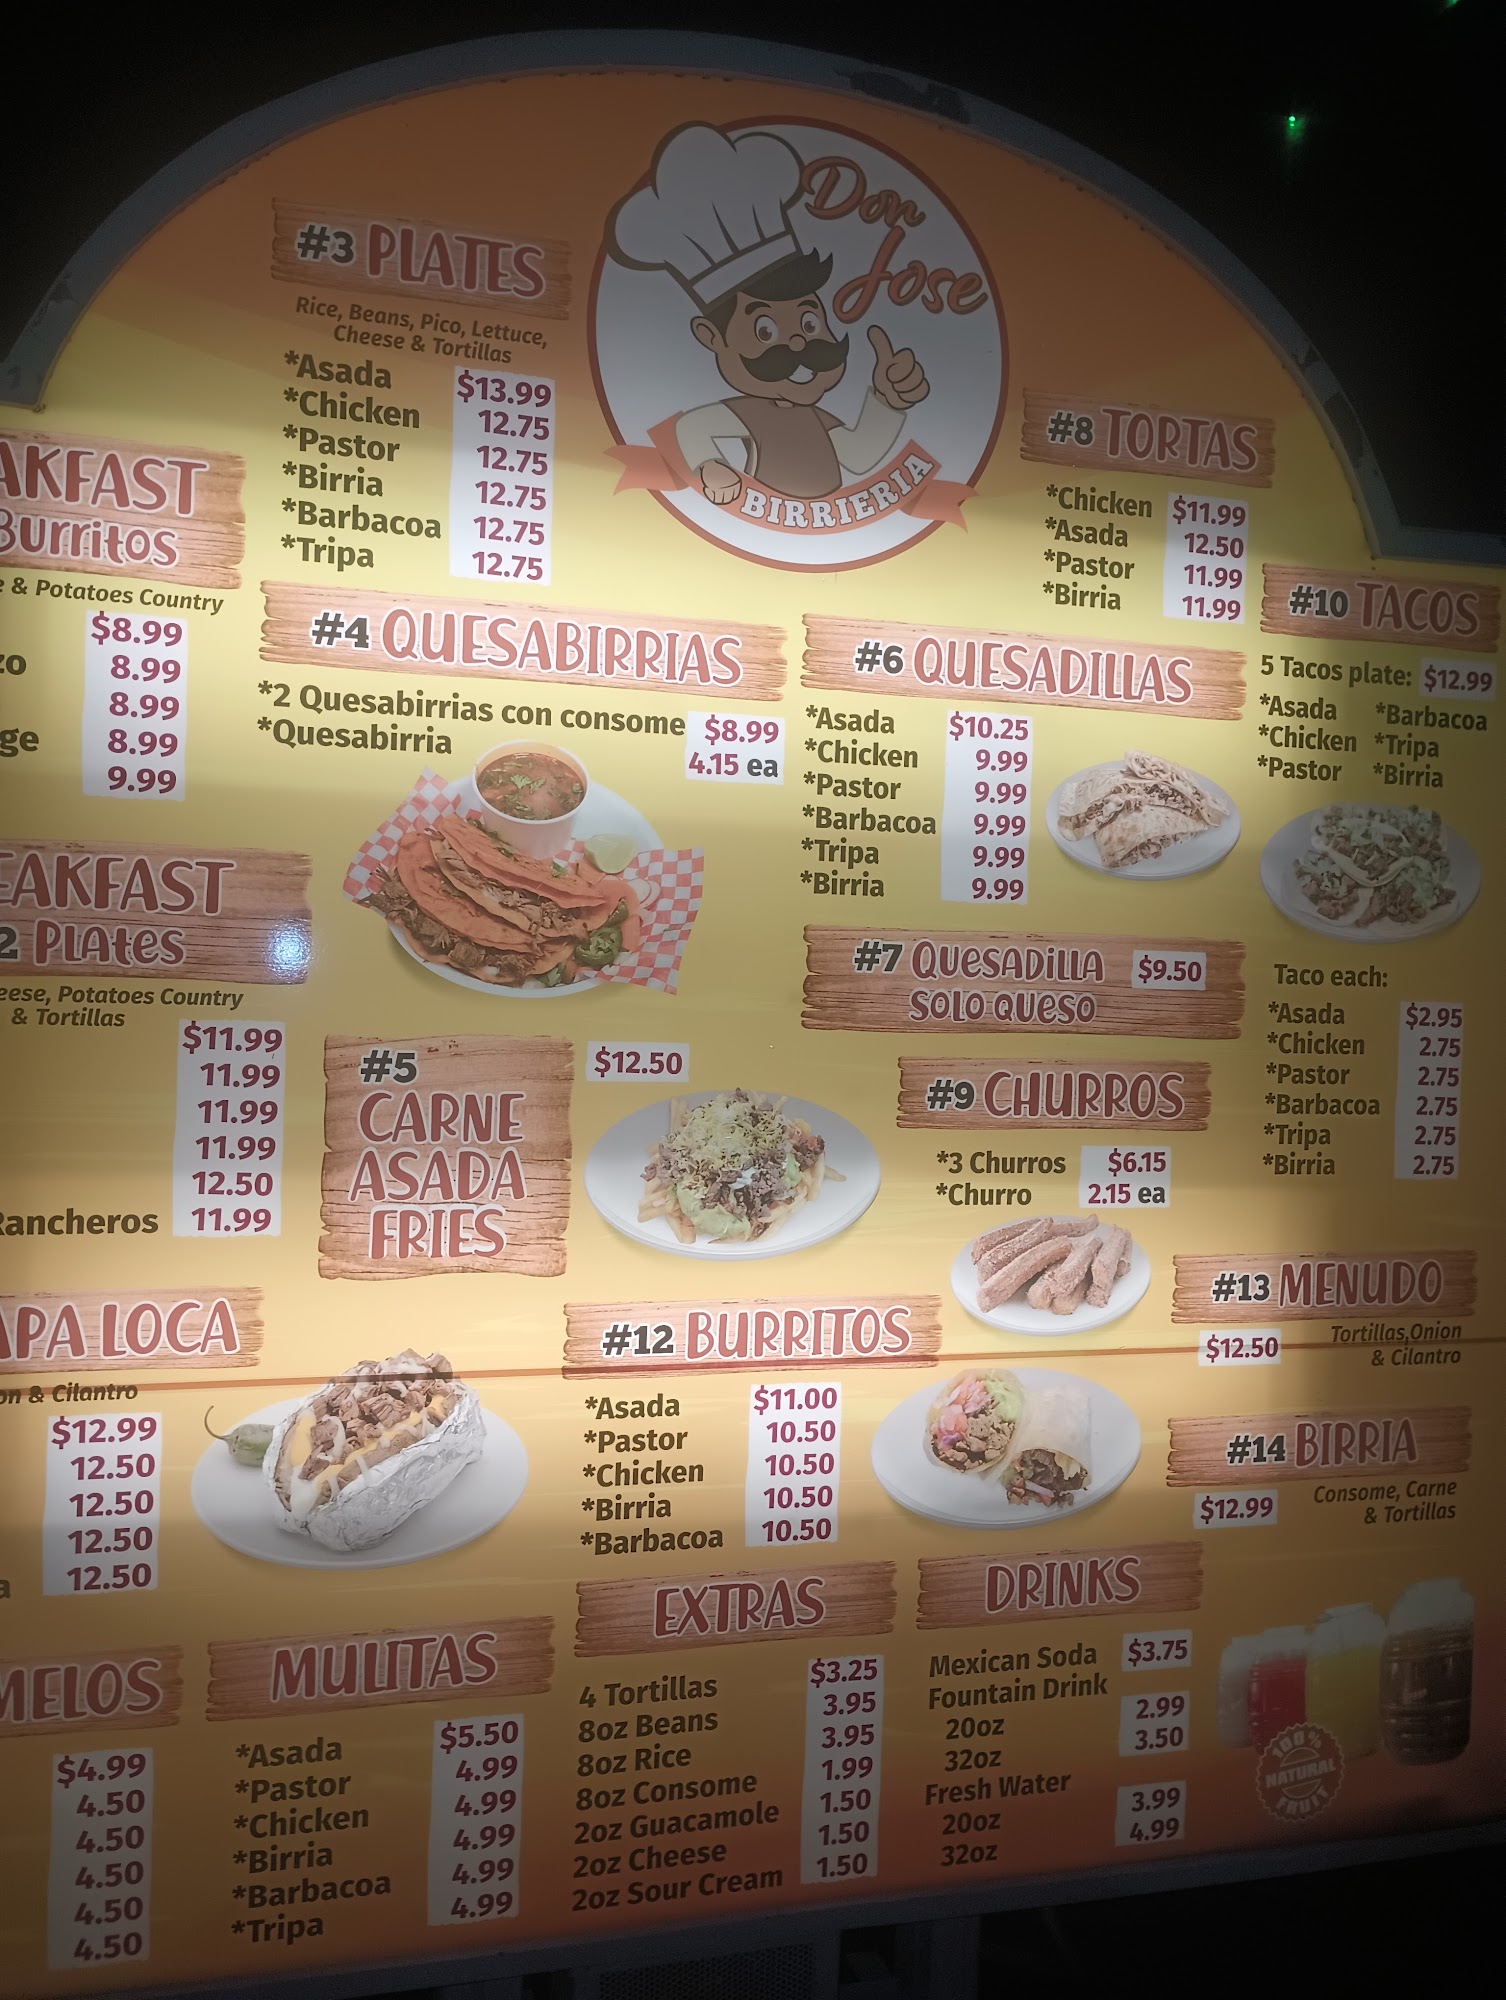 Don
Jose
BIRRIERIA
#3 PLATES
Rice, Beans, Pico, Lettuce,
Cheese & Tortillas
*Asada $13.99
*Chicken 12.75
*Pastor 12.75
*Birria 12.75
*Barbacoa 12.75
*Tripa 12.75
AKFAST
Burritos
& Potatoes Country
$8.99
zo 8.99
8.99
ge 8.99
9.99
EAKFAST
2 PLAtes
eese, Potatoes Country
& Tortillas
$11.99
11.99
11.99
11.99
12.50
Rancheros 11.99
APA LOCA
on & Cilantro
$12.99
12.50
12.50
12.50
a 12.50
MELOS
$4.99
4.50
4.50
4.50
4.50
4.50
#4 QUESABIRRIAS
*2 Quesabirrias con consome $8.99
*Quesabirria 4.15 ea
#5
CARNE
ASADA
FRIES
$12.50
MULITAS
*Asada $5.50
*Pastor 4.99
*Chicken 4.99
*Birria 4.99
*Barbacoa 4.99
*Tripa 4.99
#6 QUESADILLAS
*Asada $10.25
*Chicken 9.99
*Pastor 9.99
*Barbacoa 9.99
*Tripa 9.99
*Birria 9.99
#7 QUESADILLA $9.50
SOLO QUESO
#9 CHURROS
*3 Churros $6.15
*Churro 2.15 ea
#12 BURRITOS
*Asada $11.00
*Pastor 10.50
*Chicken 10.50
*Birria 10.50
*Barbacoa 10.50
EXTRAS
4 Tortillas $3.25
8oz Beans 3.95
8oz Rice 3.95
8oz Consome 1.99
2oz Guacamole 1.50
2oz Cheese 1.50
2oz Sour Cream 1.50
#8 TORTAS
*Chicken $11.99
*Asada 12.50
*Pastor 11.99
*Birria 11.99
#10 TACOS
5 Tacos plate: $12.99
*Asada *Barbacoa
*Chicken *Tripa
*Pastor *Birria
Taco each:
*Asada $2.95
*Chicken 2.75
*Pastor 2.75
*Barbacoa 2.75
*Tripa 2.75
*Birria 2.75
#13 MENUDO
$12.50 Tortillas,Onion
& Cilantro
#14 BIRRIA
$12.99 Consome, Carne
& Tortillas
DRINKS
Mexican Soda $3.75
Fountain Drink
20oz 2.99
32oz 3.50
Fresh Water
20oz 3.99
32oz 4.99
100%
NATURAL
FRUIT